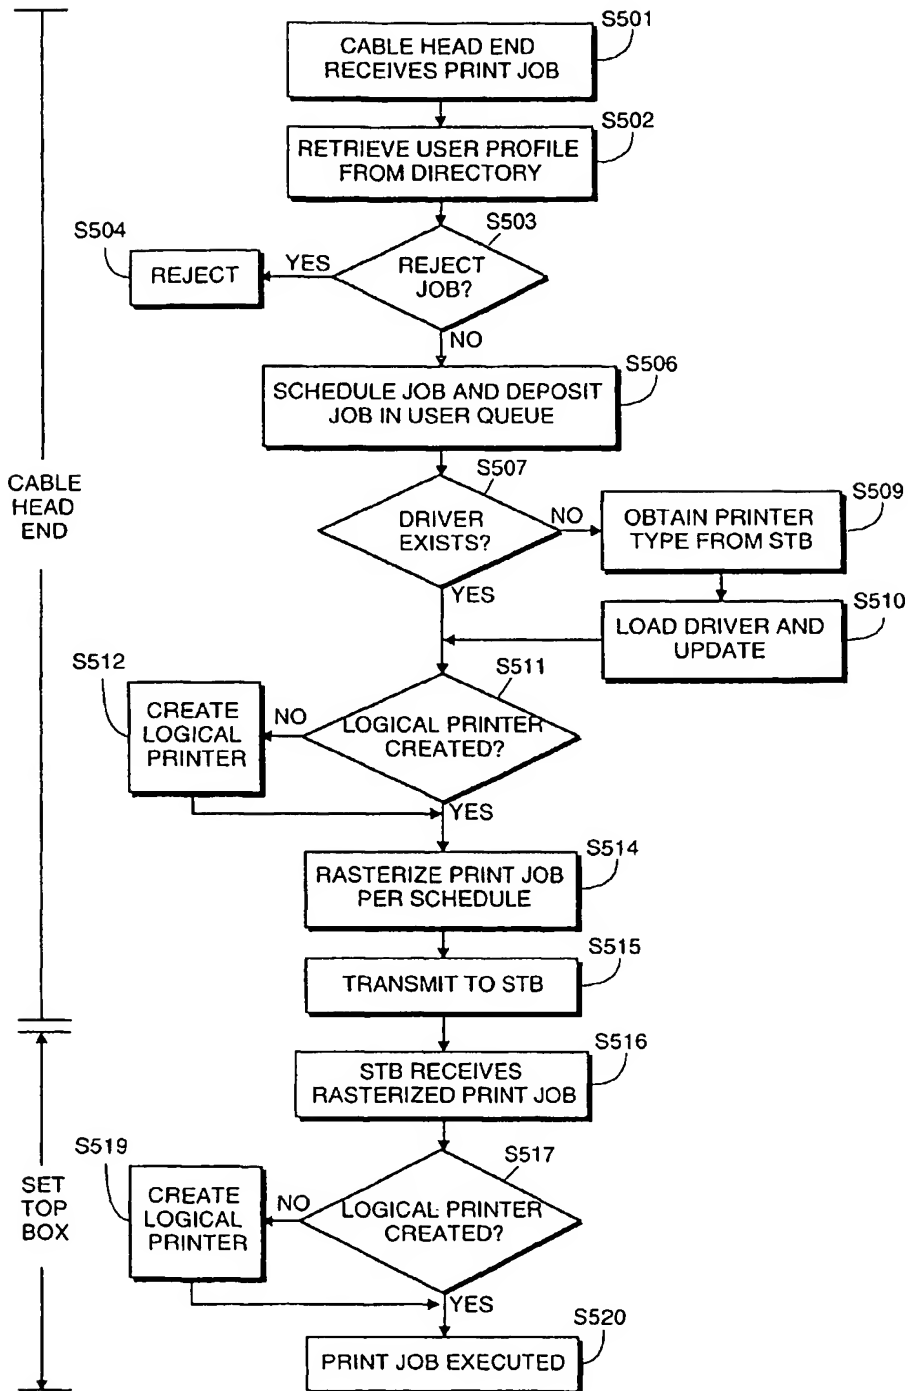 S501
CABLE HEAD END
RECEIVES PRINT JOB
S502
RETRIEVE USER PROFILE
FROM DIRECTORY
S503
REJECT
JOB?
YES
S504
REJECT
NO
S506
SCHEDULE JOB AND DEPOSIT
JOB IN USER QUEUE
S507
DRIVER
EXISTS?
NO
S509
OBTAIN PRINTER
TYPE FROM STB
S510
LOAD DRIVER AND
UPDATE
YES
CABLE
HEAD
END
S511
LOGICAL PRINTER
CREATED?
NO
S512
CREATE
LOGICAL
PRINTER
YES
S514
RASTERIZE PRINT JOB
PER SCHEDULE
S515
TRANSMIT TO STB
S516
STB RECEIVES
RASTERIZED PRINT JOB
S517
LOGICAL PRINTER
CREATED?
NO
S519
CREATE
LOGICAL
PRINTER
SET
TOP
BOX
YES
S520
PRINT JOB EXECUTED